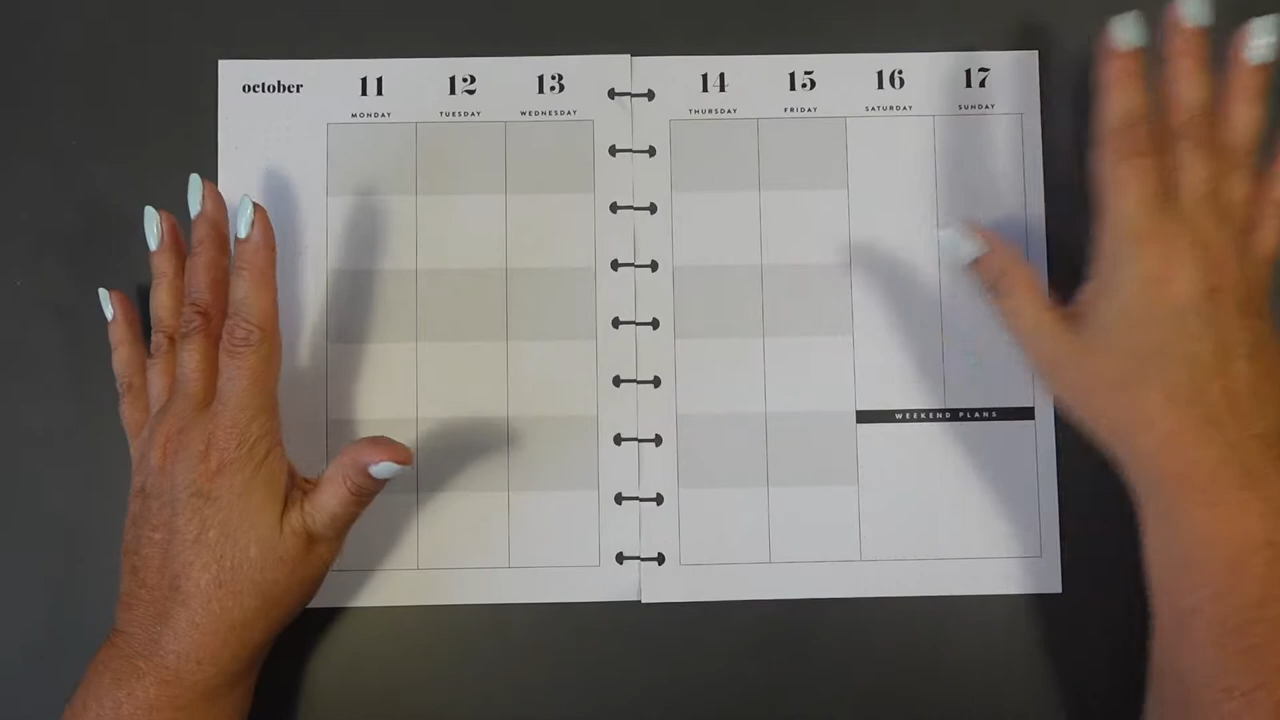 october 11 12 13 14 15 16 17
MONDAY TUESDAY WEDNESDAY THURSDAY FRIDAY SATURDAY SUNDAY
WEEKEND PLANS